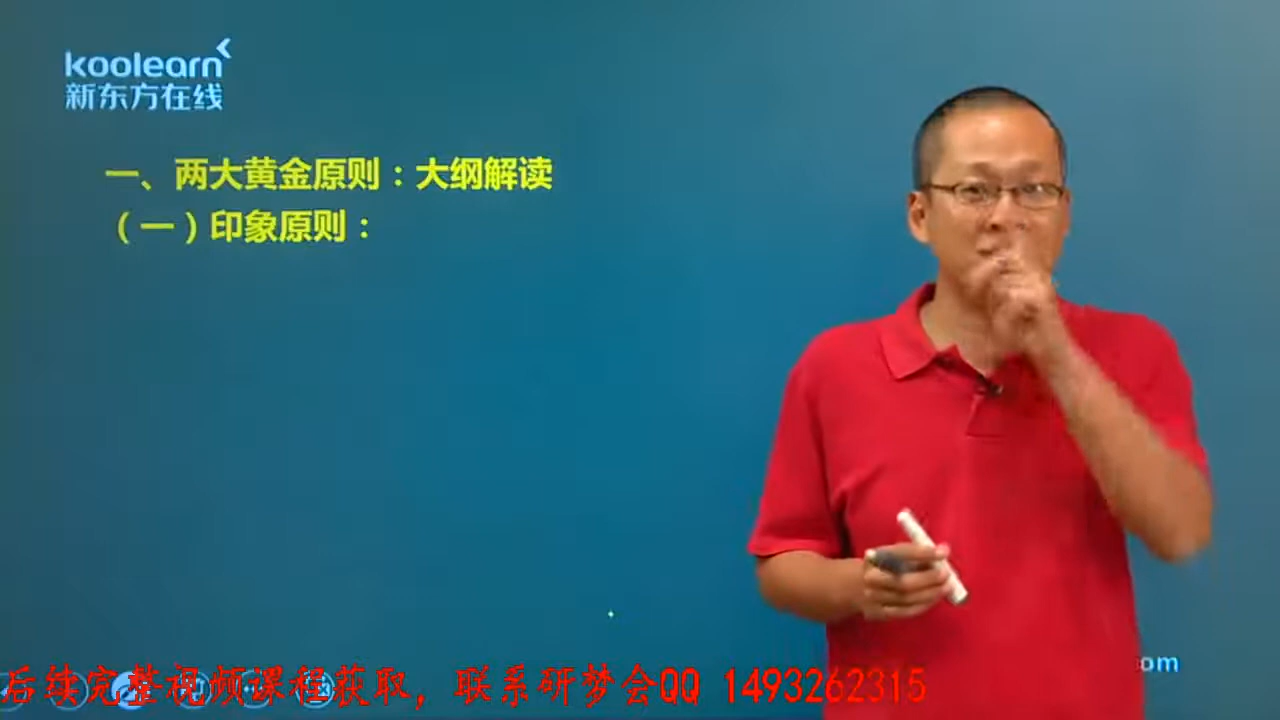 koolearn
新东方在线
一、两大黄金原则：大纲解读
（一）印象原则：
om
后续完整视频课程获取，联系研梦会QQ 1493262315